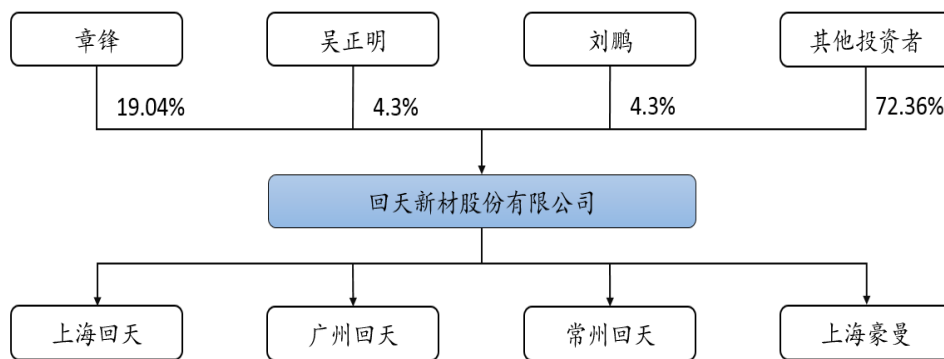 章锋
吴正明
刘鹏
其他投资者
19.04%
4.3%
4.3%
72.36%
回天新材股份有限公司
上海回天
广州回天
常州回天
上海豪曼